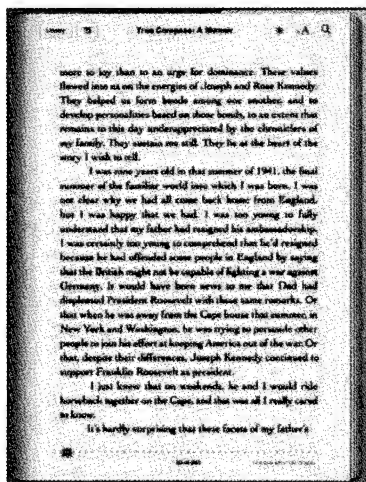 Library
True Compass: A Memoir
A
more to joy than to an urge for dominance. These values
flowed into us on the energies of Joseph and Rose Kennedy.
They helped us form bonds among one another, and to
develop personalities based on those bonds, to an extent that
remains to this day underappreciated by the chroniclers of
my family. They sustain me still. They lie at the heart of the
story I wish to tell.
I was nine years old in that summer of 1941, the final
summer of the familiar world into which I was born. I was
not clear why we had all come back home from England,
but I was happy that we had. I was too young to fully
understand that my father had resigned his ambassadorship.
I was certainly too young to comprehend that he'd resigned
because he had offended some people in England by saying
that the British might not be capable of fighting a war against
Germany. It would have been news to me that Dad had
displeased President Roosevelt with those same remarks. Or
that when he was away from the Cape house that summer, in
New York and Washington, he was trying to persuade other
people to join his effort at keeping America out of the war. Or
that, despite their differences, Joseph Kennedy continued to
support Franklin Roosevelt as president.
I just knew that on weekends, he and I would ride
horseback together on the Cape, and that was all I really cared
to know.
It's hardly surprising that these facets of my father's